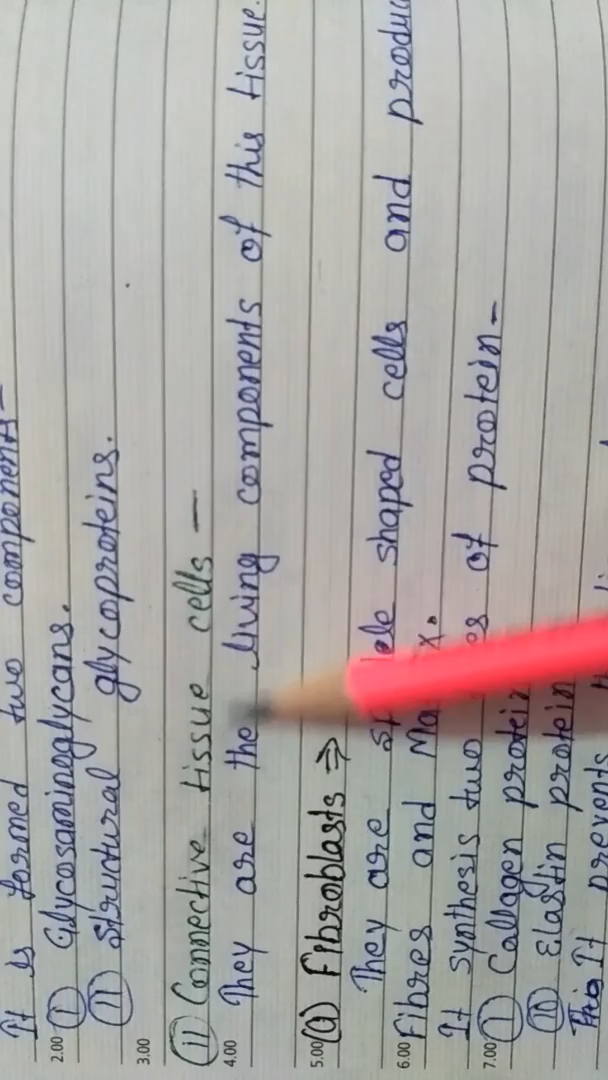 It is formed two components-
2.00
(I) Glycosaminoglycans.
(II) Structural glycoproteins.
3.00
(ii) Connective tissue cells -
4.00
They are the living components of this tissue.
5.00
(a) Fibroblasts ⇒
They are shaped cells and produ
6.00
Fibres and
It synthesis two of protein-
7.00
(I) Collagen protein
(II) Elastin protein
It prevents